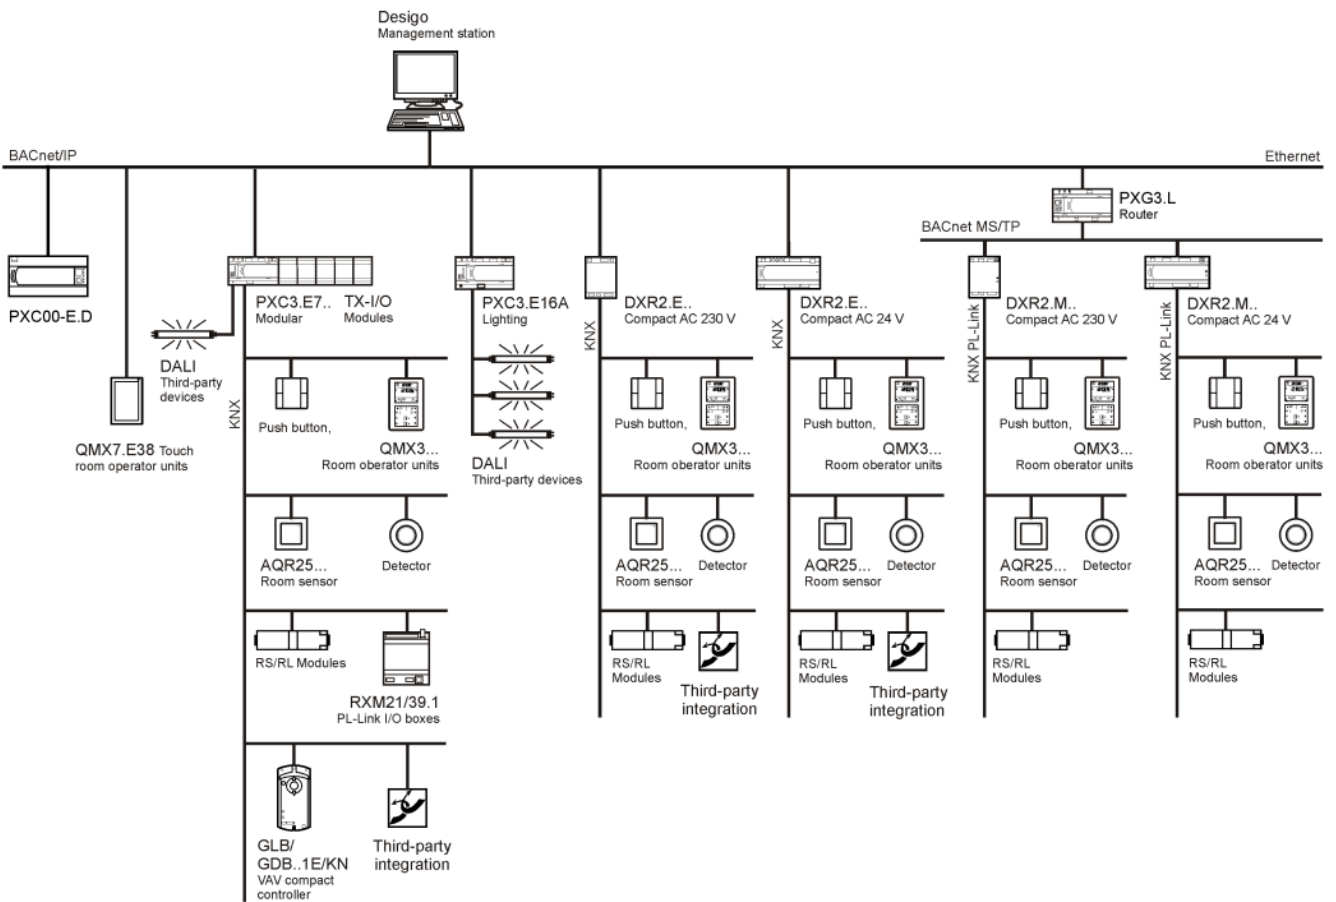 Desigo
Management station
BACnet/IP
Ethernet
PXG3.L
Router
BACnet MS/TP
PXC00-E.D
PXC3.E7.. TX-I/O
Modular Modules
PXC3.E16A
Lighting
DXR2.E..
Compact AC 230 V
DXR2.E..
Compact AC 24 V
DXR2.M..
Compact AC 230 V
DXR2.M..
Compact AC 24 V
DALI
Third-party
devices
QMX7.E38 Touch
room operator units
KNX
Push button,
QMX3...
Room oberator units
AQR25...
Room sensor
Detector
RS/RL Modules
RXM21/39.1
PL-Link I/O boxes
GLB/
GDB..1E/KN
VAV compact
controller
Third-party
integration
DALI
Third-party devices
KNX
Push button,
QMX3...
Room oberator units
AQR25...
Room sensor
Detector
RS/RL
Modules
Third-party
integration
KNX
Push button,
QMX3...
Room oberator units
AQR25...
Room sensor
Detector
RS/RL
Modules
Third-party
integration
KNX PL-Link
Push button,
QMX3...
Room oberator units
AQR25...
Room sensor
Detector
RS/RL
Modules
KNX PL-Link
Push button,
QMX3...
Room oberator units
AQR25...
Room sensor
Detector
RS/RL
Modules